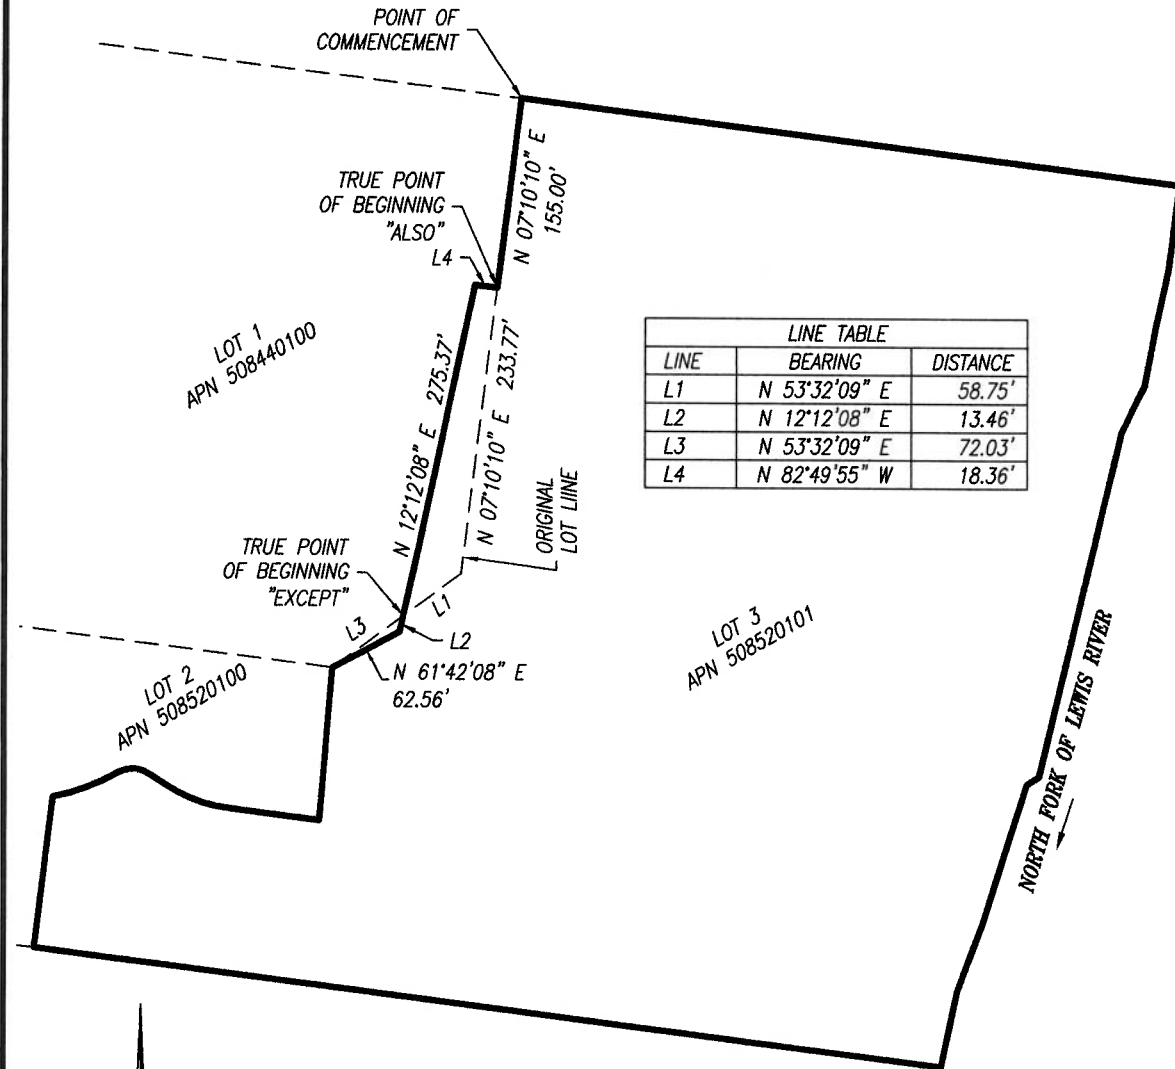 POINT OF
COMMENCEMENT
N 07°10'10" E
155.00'
TRUE POINT
OF BEGINNING
"ALSO"
L4
LOT 1
APN 508440100
N 12°12'08" E 275.37'
N 07°10'10" E 233.77'
ORIGINAL
LOT LIINE
LINE TABLE
LINE BEARING DISTANCE
L1 N 53°32'09" E 58.75'
L2 N 12°12'08" E 13.46'
L3 N 53°32'09" E 72.03'
L4 N 82°49'55" W 18.36'
TRUE POINT
OF BEGINNING
"EXCEPT"
L1
L3
L2
N 61°42'08" E
62.56'
LOT 2
APN 508520100
LOT 3
APN 508520101
NORTH FORK OF LEWIS RIVER